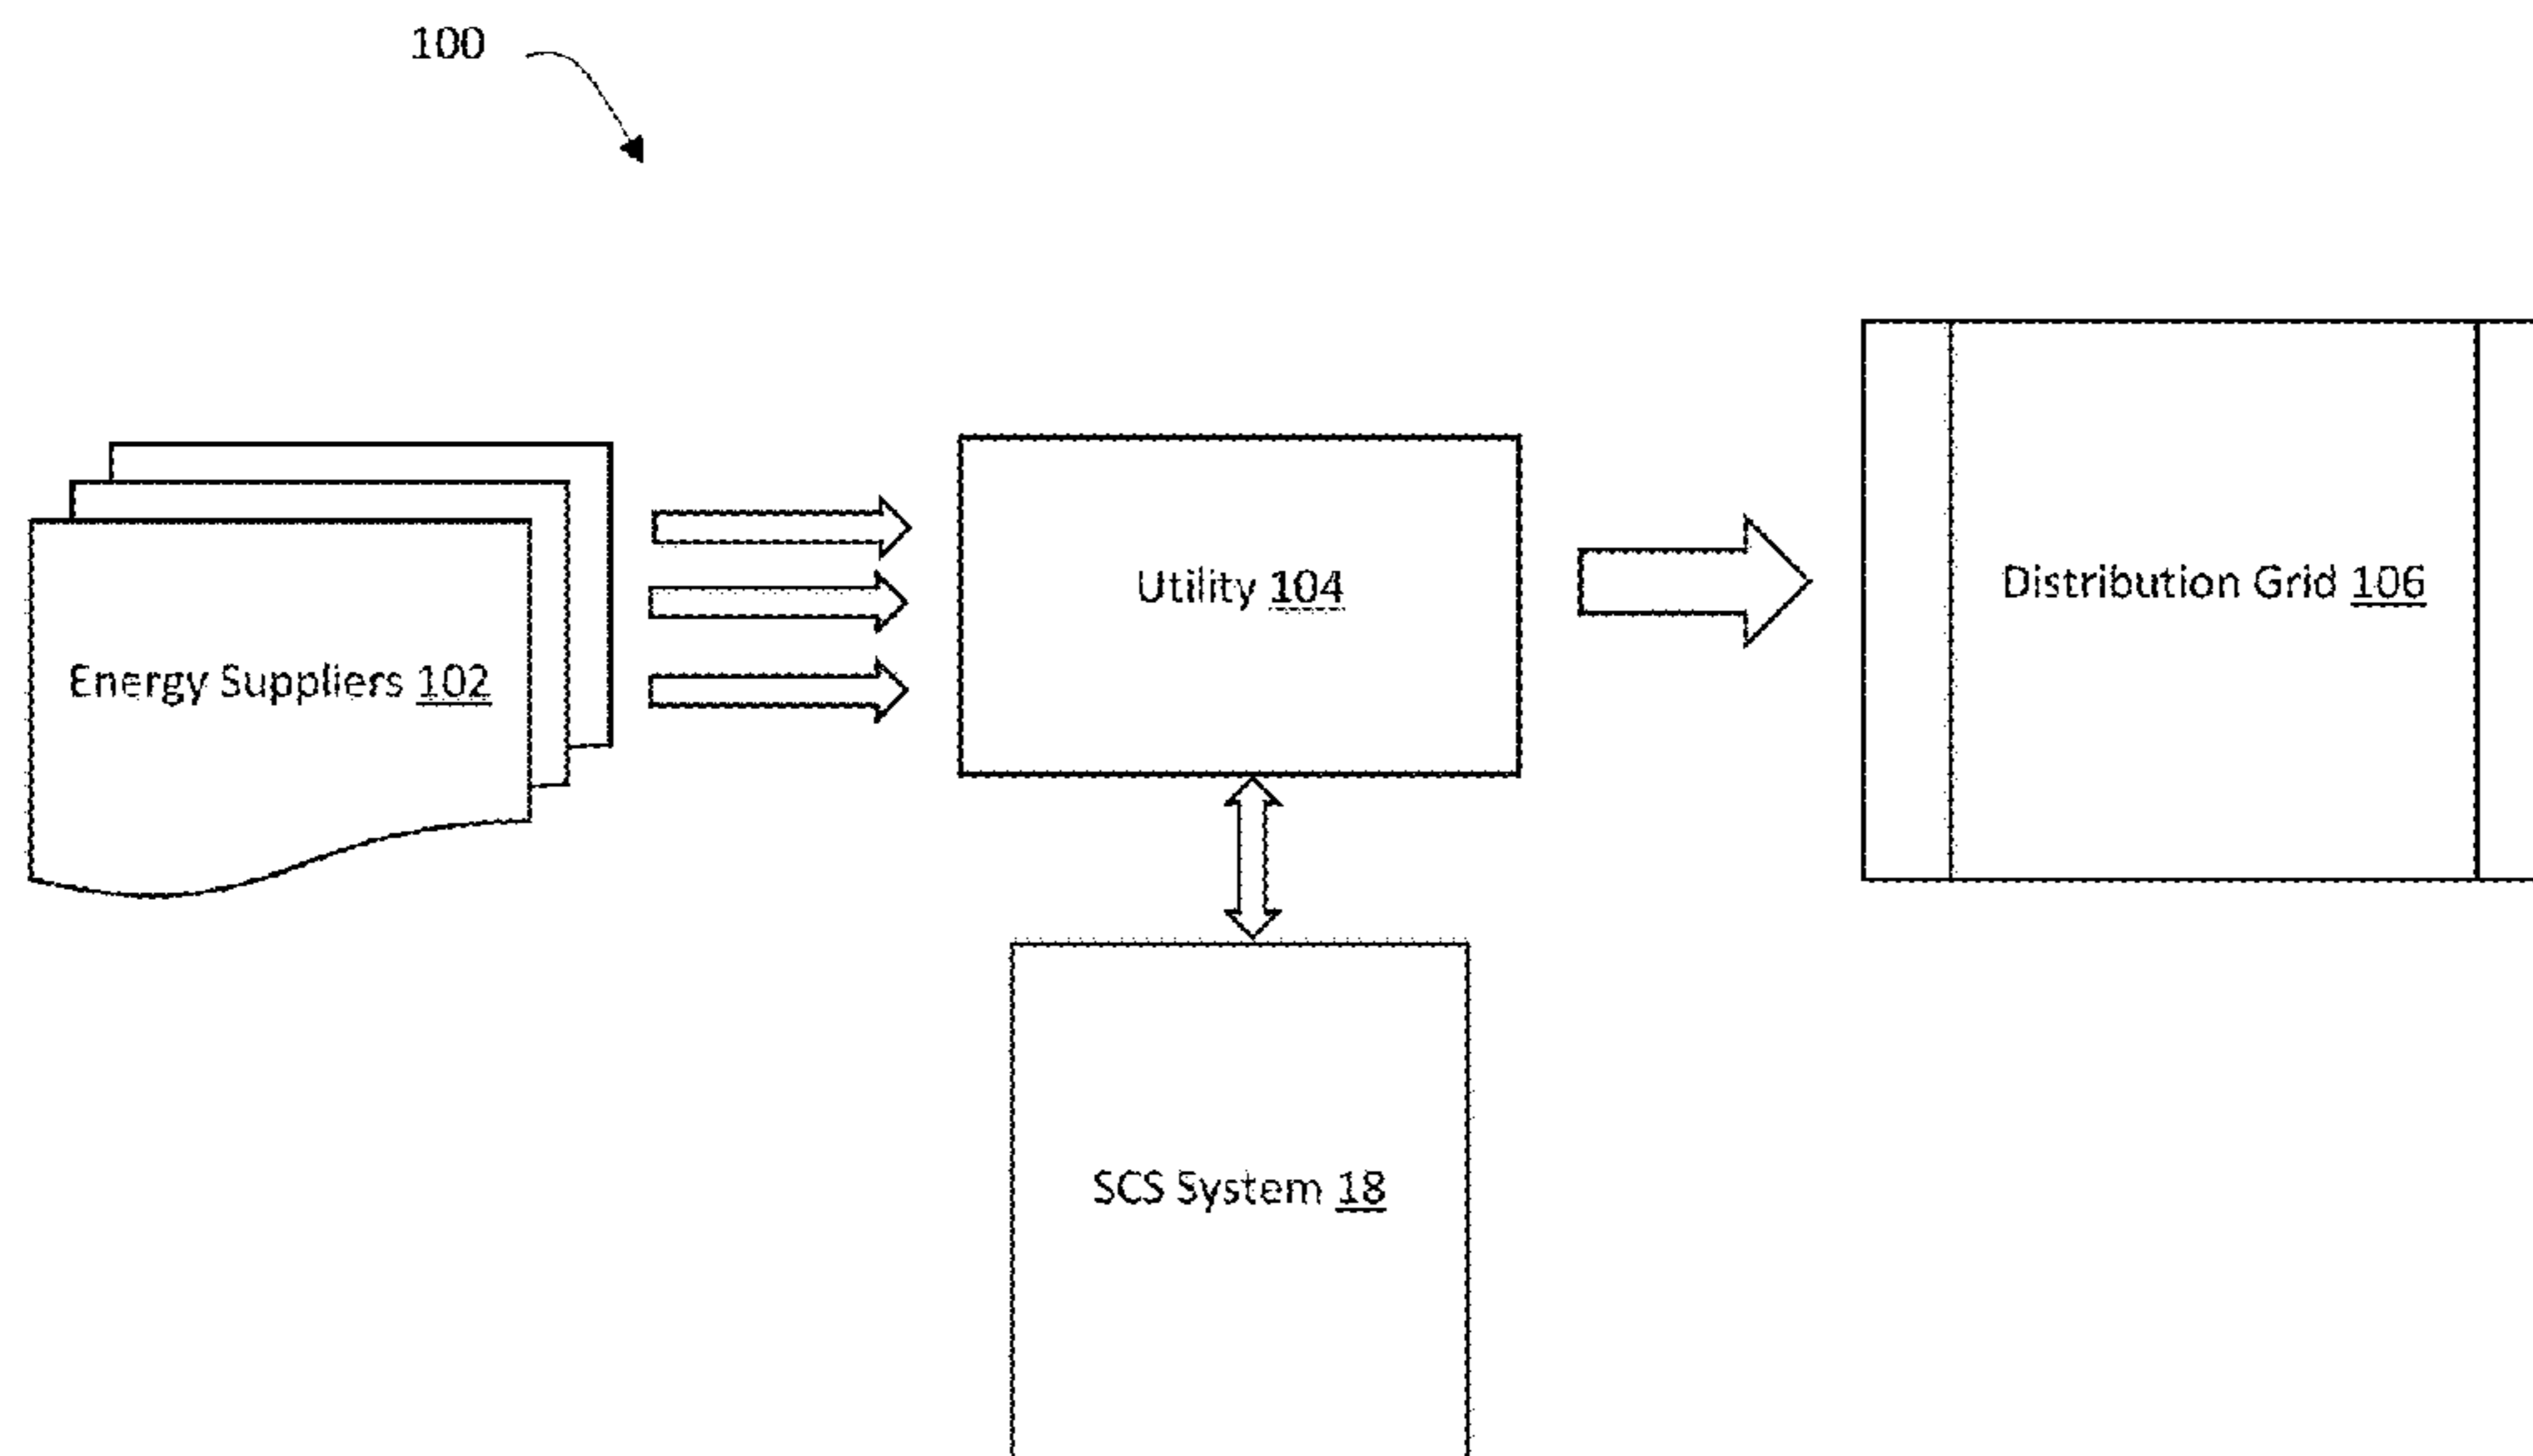 100
Utility 104
Distribution Grid 106
Energy Suppliers 102
SCS System 18